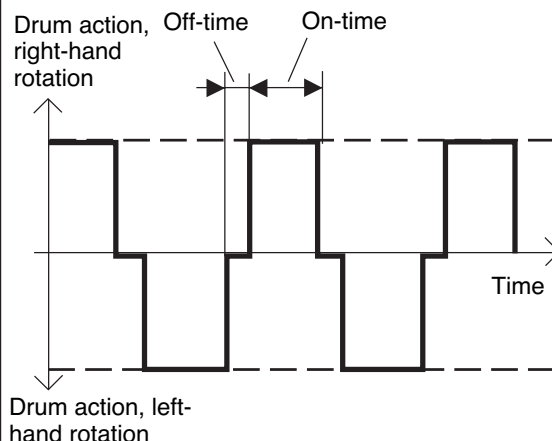 Drum action,
right-hand
rotation
Off-time
On-time
Time
Drum action, left-
hand rotation